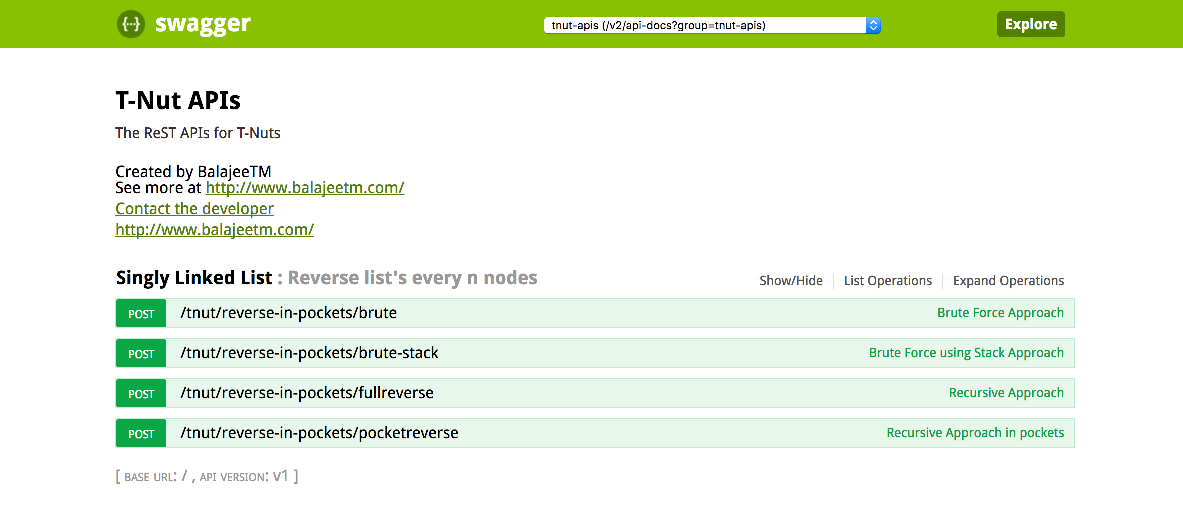 {···} swagger tnut-apis (/v2/api-docs?group=tnut-apis) Explore
T-Nut APIs
The ReST APIs for T-Nuts
Created by BalajeeTM
See more at http://www.balajeetm.com/
Contact the developer
http://www.balajeetm.com/
Singly Linked List : Reverse list's every n nodes Show/Hide List Operations Expand Operations
POST /tnut/reverse-in-pockets/brute Brute Force Approach
POST /tnut/reverse-in-pockets/brute-stack Brute Force using Stack Approach
POST /tnut/reverse-in-pockets/fullreverse Recursive Approach
POST /tnut/reverse-in-pockets/pocketreverse Recursive Approach in pockets
[ BASE URL: / , API VERSION: v1 ]